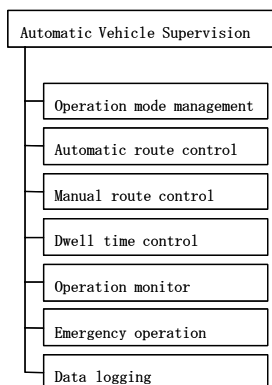 Automatic Vehicle Supervision
Operation mode management
Automatic route control
Manual route control
Dwell time control
Operation monitor
Emergency operation
Data logging